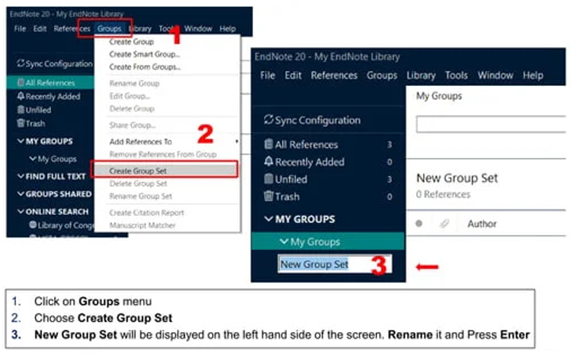 EndNote 20 - My EndNote Library
File Edit References Groups Library Tools Window Help
1
Create Group
Create Smart Group...
Create From Groups...
Rename Group
Edit Group...
Delete Group
Share Group...
2
Add References To
Remove References From Group
Create Group Set
Delete Group Set
Rename Group Set
Create Citation Report
Manuscript Matcher
Sync Configuration
All References
Recently Added
Unfiled
Trash
MY GROUPS
My Groups
FIND FULL TEXT
GROUPS SHARED
ONLINE SEARCH
Library of Cong
EndNote 20 - My EndNote Library
File Edit References Groups Library Tools Window Help
Sync Configuration
All References 3
Recently Added 0
Unfiled 3
Trash 0
MY GROUPS
My Groups
New Group Set
3
My Groups
New Group Set
0 References
Author
1. Click on Groups menu
2. Choose Create Group Set
3. New Group Set will be displayed on the left hand side of the screen. Rename it and Press Enter